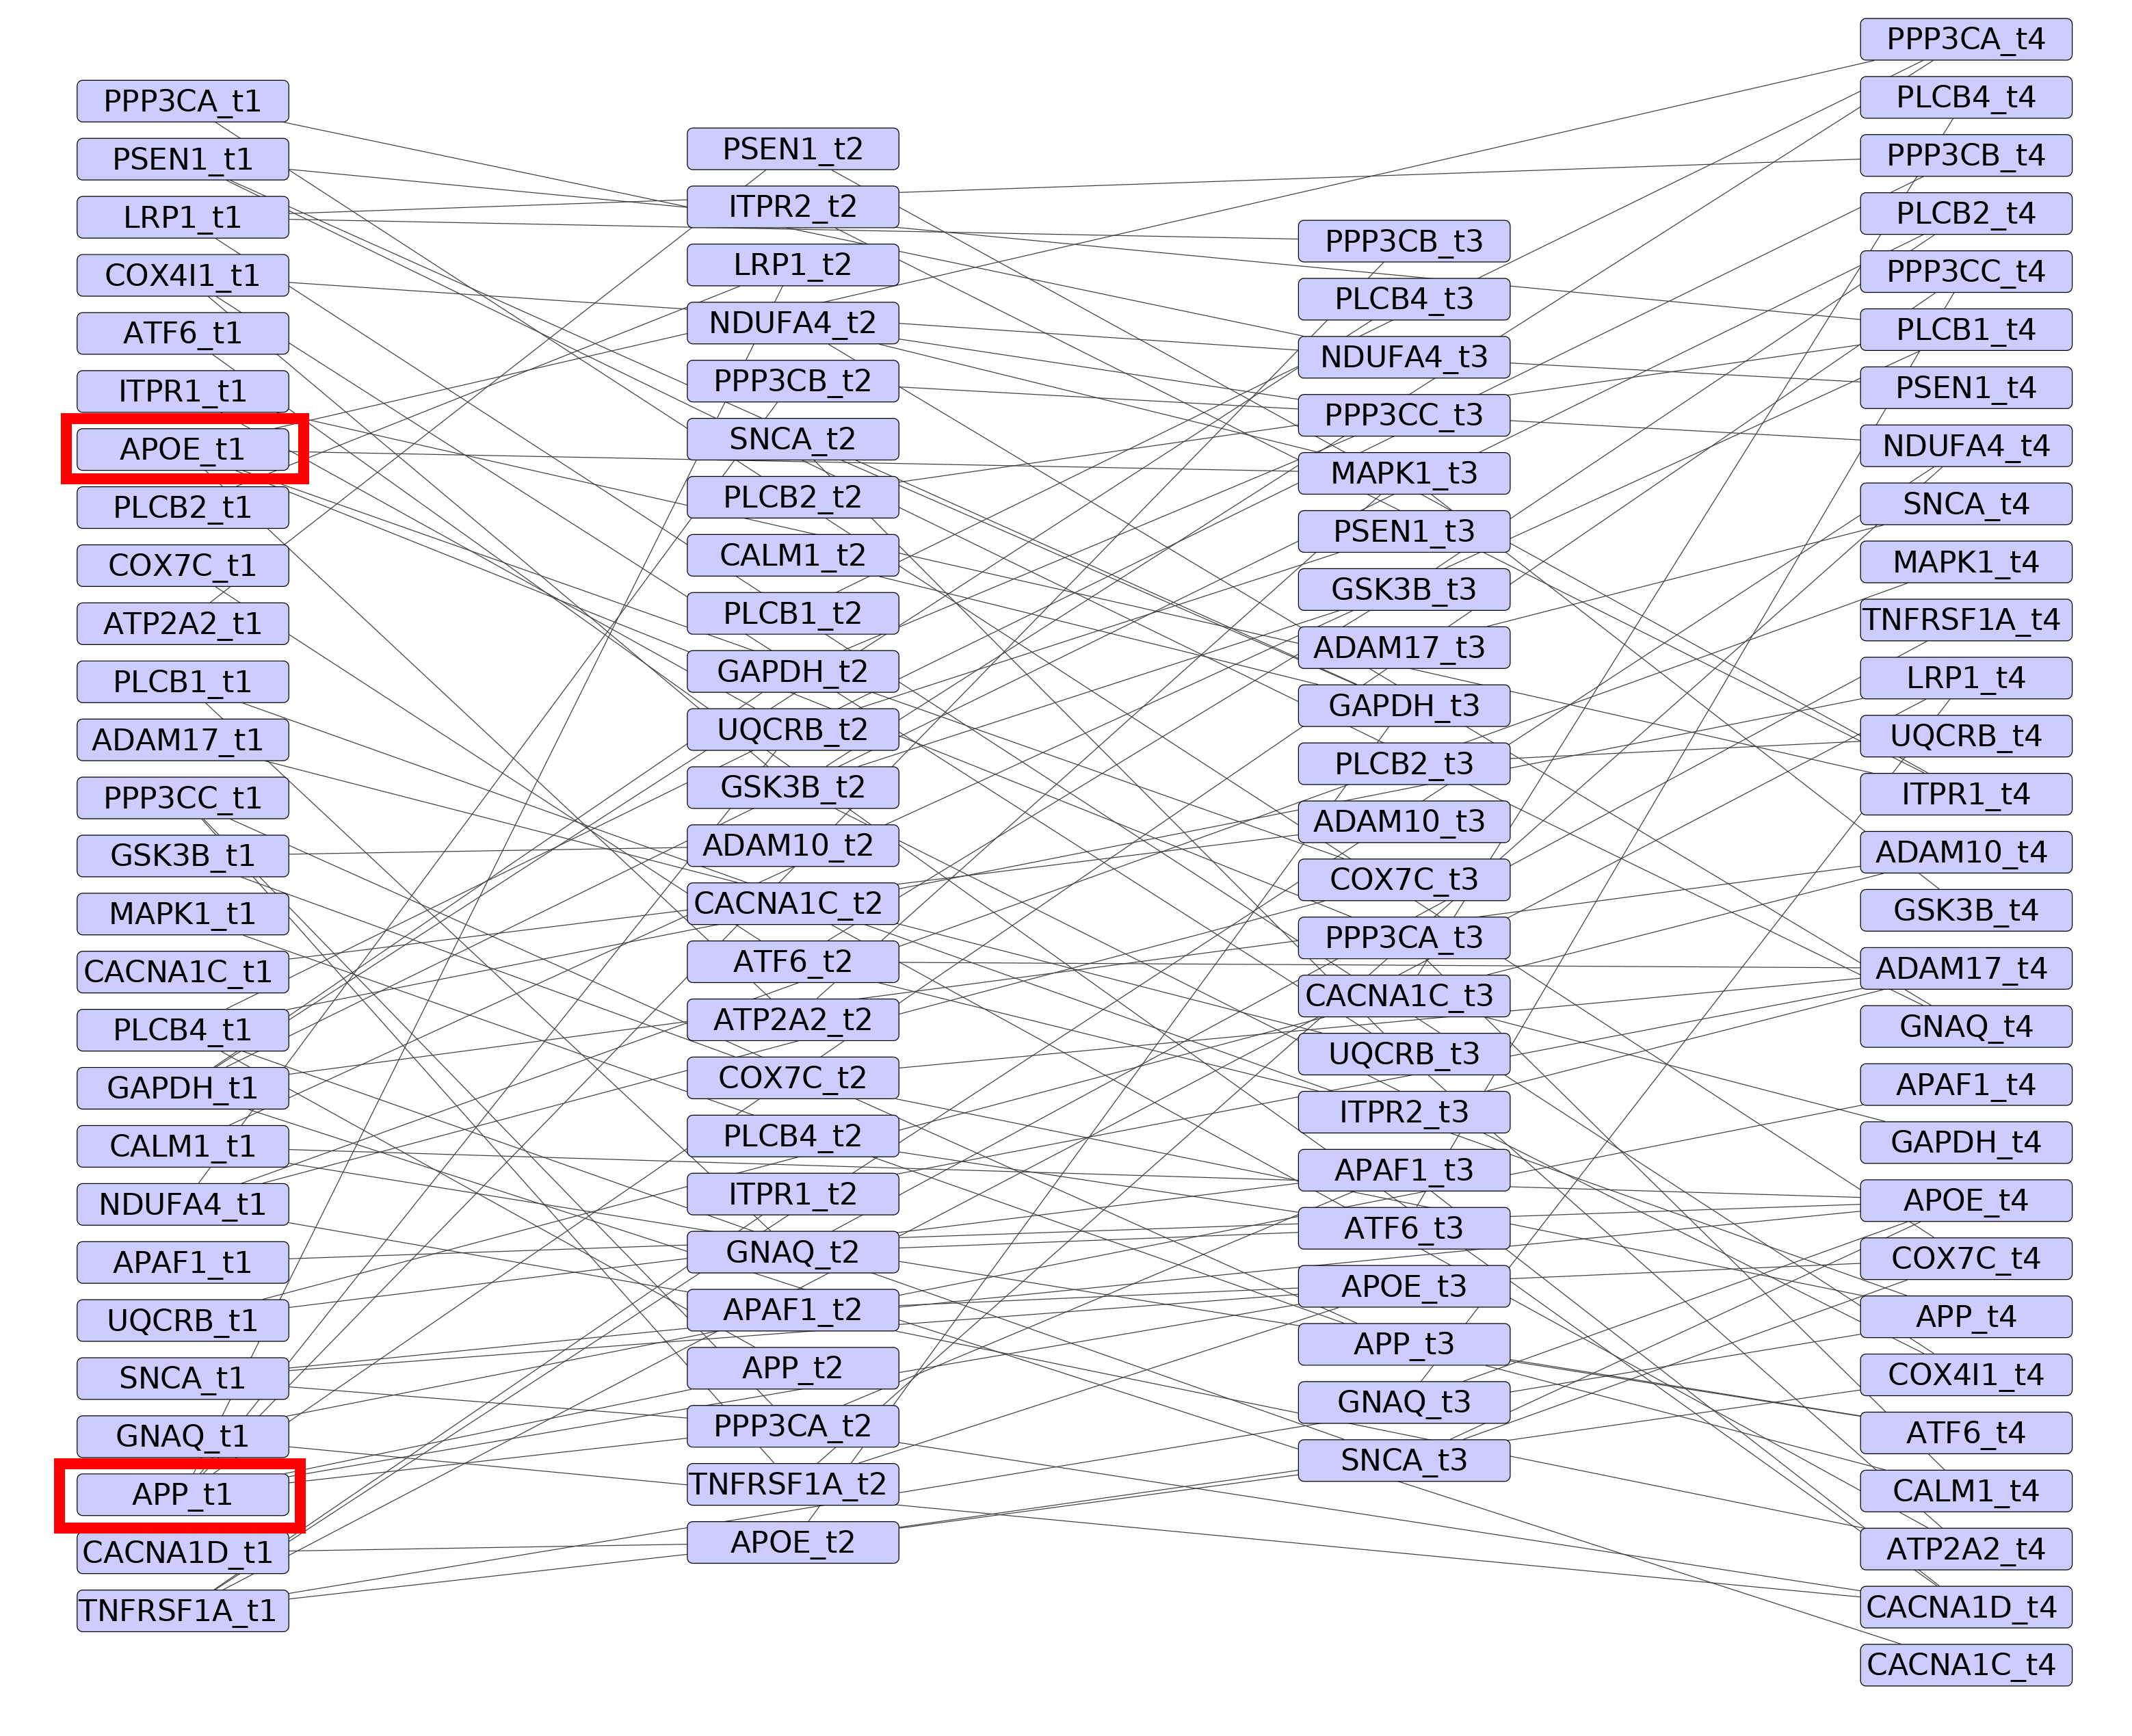 PPP3CA_t1
PSEN1_t1
LRP1_t1
COX4I1_t1
ATF6_t1
ITPR1_t1
APOE_t1
PLCB2_t1
COX7C_t1
ATP2A2_t1
PLCB1_t1
ADAM17_t1
PPP3CC_t1
GSK3B_t1
MAPK1_t1
CACNA1C_t1
PLCB4_t1
GAPDH_t1
CALM1_t1
NDUFA4_t1
APAF1_t1
UQCRB_t1
SNCA_t1
GNAQ_t1
APP_t1
CACNA1D_t1
TNFRSF1A_t1
PSEN1_t2
ITPR2_t2
LRP1_t2
NDUFA4_t2
PPP3CB_t2
SNCA_t2
PLCB2_t2
CALM1_t2
PLCB1_t2
GAPDH_t2
UQCRB_t2
GSK3B_t2
ADAM10_t2
CACNA1C_t2
ATF6_t2
ATP2A2_t2
COX7C_t2
PLCB4_t2
ITPR1_t2
GNAQ_t2
APAF1_t2
APP_t2
PPP3CA_t2
TNFRSF1A_t2
APOE_t2
PPP3CB_t3
PLCB4_t3
NDUFA4_t3
PPP3CC_t3
MAPK1_t3
PSEN1_t3
GSK3B_t3
ADAM17_t3
GAPDH_t3
PLCB2_t3
ADAM10_t3
COX7C_t3
PPP3CA_t3
CACNA1C_t3
UQCRB_t3
ITPR2_t3
APAF1_t3
ATF6_t3
APOE_t3
APP_t3
GNAQ_t3
SNCA_t3
PPP3CA_t4
PLCB4_t4
PPP3CB_t4
PLCB2_t4
PPP3CC_t4
PLCB1_t4
PSEN1_t4
NDUFA4_t4
SNCA_t4
MAPK1_t4
TNFRSF1A_t4
LRP1_t4
UQCRB_t4
ITPR1_t4
ADAM10_t4
GSK3B_t4
ADAM17_t4
GNAQ_t4
APAF1_t4
GAPDH_t4
APOE_t4
COX7C_t4
APP_t4
COX4I1_t4
ATF6_t4
CALM1_t4
ATP2A2_t4
CACNA1D_t4
CACNA1C_t4